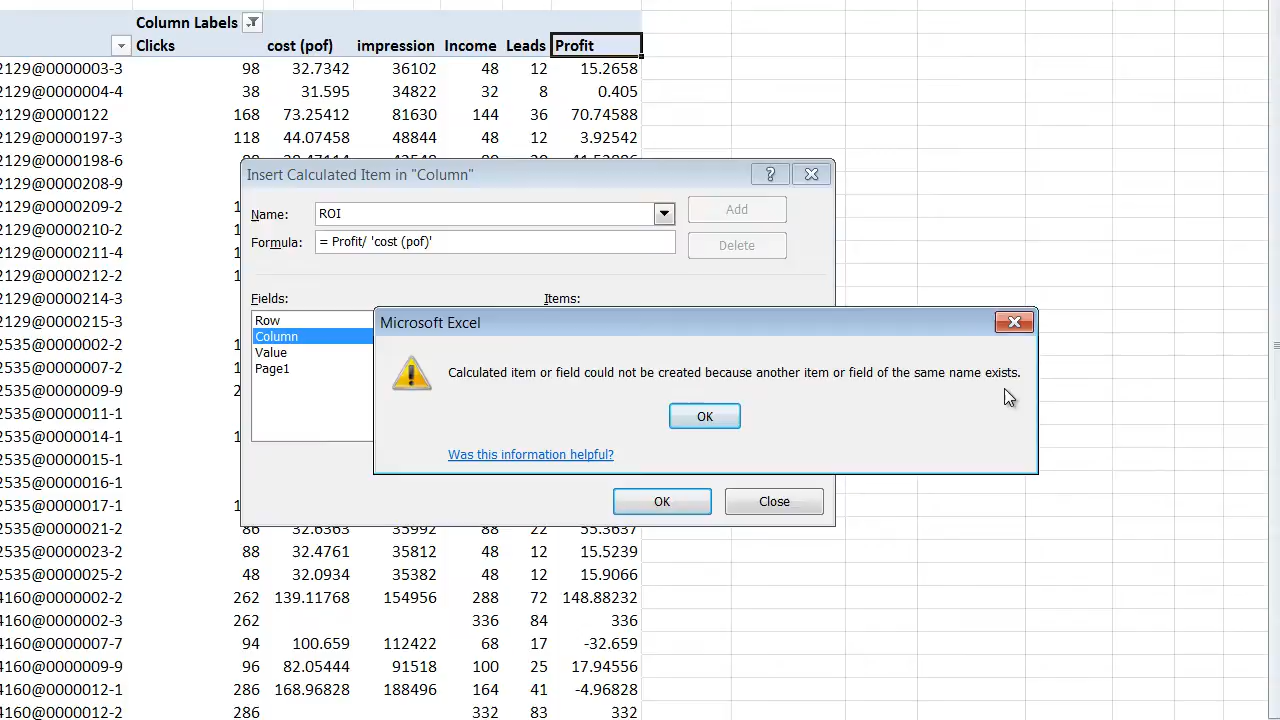 Column Labels
Clicks cost (pof) impression Income Leads Profit
2129@0000003-3 98 32.7342 36102 48 12 15.2658
2129@0000004-4 38 31.595 34822 32 8 0.405
2129@0000122 168 73.25412 81630 144 36 70.74588
2129@0000197-3 118 44.07458 48844 48 12 3.92542
2129@0000198-6
2129@0000208-9
2129@0000209-2 1
2129@0000210-2 1
2129@0000211-4 1
2129@0000212-2 1
2129@0000214-3
2129@0000215-3
2535@0000002-2 1
2535@0000007-2 1
2535@0000009-9 2
2535@0000011-1
2535@0000014-1 1
2535@0000015-1
2535@0000016-1
2535@0000017-1 1
2535@0000021-2 86 32.6363 35992 88 22 55.3637
2535@0000023-2 88 32.4761 35812 48 12 15.5239
2535@0000025-2 48 32.0934 35382 48 12 15.9066
4160@0000002-2 262 139.11768 154956 288 72 148.88232
4160@0000002-3 262 336 84 336
4160@0000007-7 94 100.659 112422 68 17 -32.659
4160@0000009-9 96 82.05444 91518 100 25 17.94556
4160@0000012-1 286 168.96828 188496 164 41 -4.96828
4160@0000012-2 286 332 83 332
Insert Calculated Item in "Column"
Name: ROI Add
Formula: = Profit/ 'cost (pof)' Delete
Fields: Items:
Row
Column
Value
Page1
OK Close
Microsoft Excel
Calculated item or field could not be created because another item or field of the same name exists.
OK
Was this information helpful?